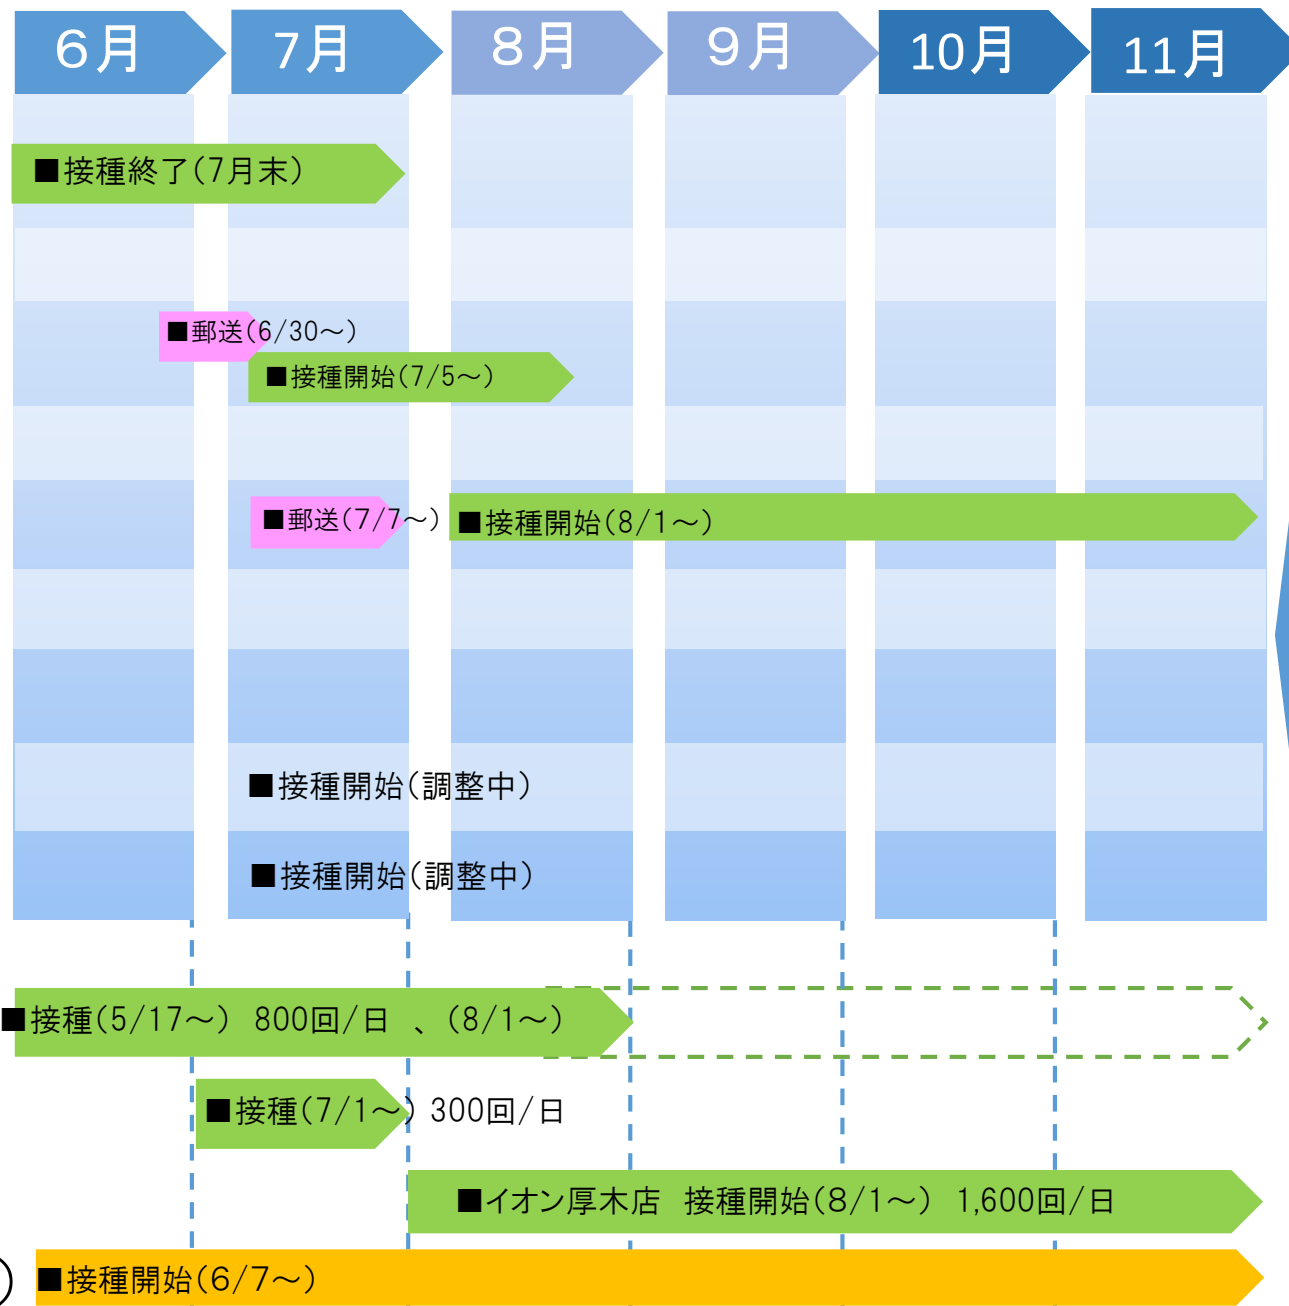 ６月 ７月 ８月 ９月 10月 11月
■接種終了（7月末）
■郵送（6/30～）
■接種開始（7/5～）
■郵送（7/7～）
■接種開始（8/1～）
■接種開始（調整中）
■接種開始（調整中）
■接種（5/17～） 800回/日 、（8/1～）
■接種（7/1～） 300回/日
■イオン厚木店 接種開始（８/1～） 1,600回/日
■接種開始（６/７～）